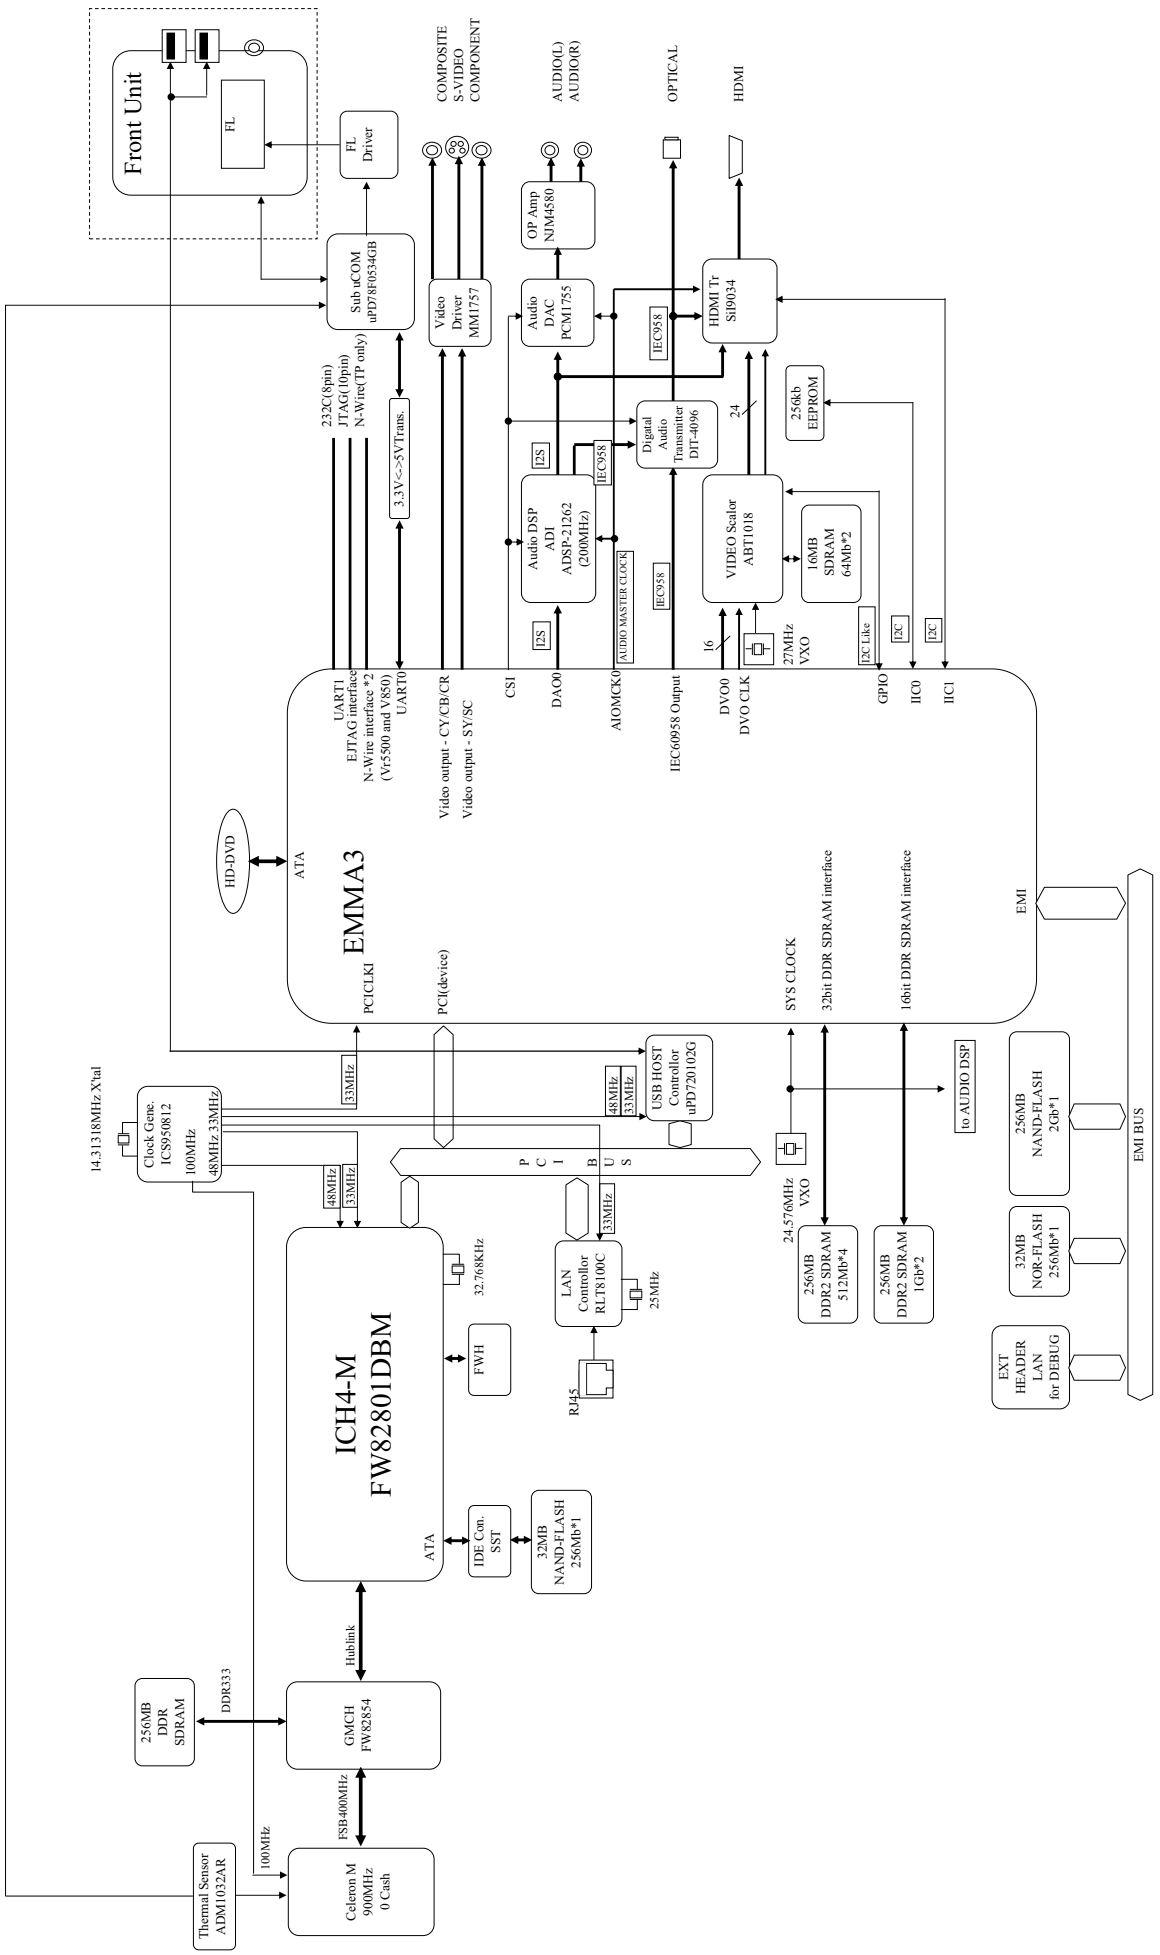 Front Unit
FL
FL
Driver
Sub uCOM
uPD78F0534GB
COMPOSITE
S-VIDEO
COMPONENT
AUDIO(L)
AUDIO(R)
OPTICAL
HDMI
Video
Driver
MM1757
OP Amp
NJM4580
Audio
DAC
PCM1755
HDMI Tr
SiI9034
232C(8pin)
JTAG(10pin)
N-Wire(TP only)
3.3V<->5VTrans.
IEC958
I2S
IEC958
Digatal
Audio
Transmitter
DIT-4096
24
256kb
EEPROM
Audio DSP
ADI
ADSP-21262
(200MHz)
VIDEO Scalor
ABT1018
16MB
SDRAM
64Mb*2
I2S
AUDIO MASTER CLOCK
IEC958
16
27MHz
VXO
I2C Like
I2C
I2C
UART1
EJTAG interface
N-Wire interface *2
(Vr5500 and V850)
UART0
Video output - CY/CB/CR
Video output - SY/SC
CSI
DAO0
AIOMCK0
IEC60958 Output
DVO0
DVO CLK
GPIO
IIC0
IIC1
HD-DVD
ATA
EMMA3
PCICLKI
PCI(device)
SYS CLOCK
32bit DDR SDRAM interface
16bit DDR SDRAM interface
EMI
14.31318MHz X'tal
Clock Gene.
ICS950812
100MHz
48MHz 33MHz
33MHz
48MHz
33MHz
USB HOST
Controllor
uPD720102G
to AUDIO DSP
256MB
NAND-FLASH
2Gb*1
EMI BUS
PCI BUS
48MHz
33MHz
33MHz
24.576MHz
VXO
LAN
Controllor
RLT8100C
25MHz
RJ45
256MB
DDR2 SDRAM
512Mb*4
256MB
DDR2 SDRAM
1Gb*2
32MB
NOR-FLASH
256Mb*1
EXT
HEADER
LAN
for DEBUG
ICH4-M
FW82801DBM
32.768KHz
FWH
ATA
IDE Con.
SST
32MB
NAND-FLASH
256Mb*1
Hublink
256MB
DDR
SDRAM
DDR333
GMCH
FW82854
FSB400MHz
100MHz
Thermal Sensor
ADM1032AR
Celeron M
900MHz
0 Cash